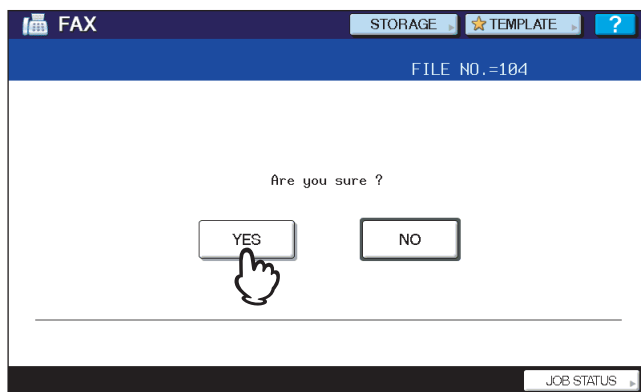 FAX STORAGE TEMPLATE ?
FILE NO.=104
Are you sure ?
YES NO
JOB STATUS